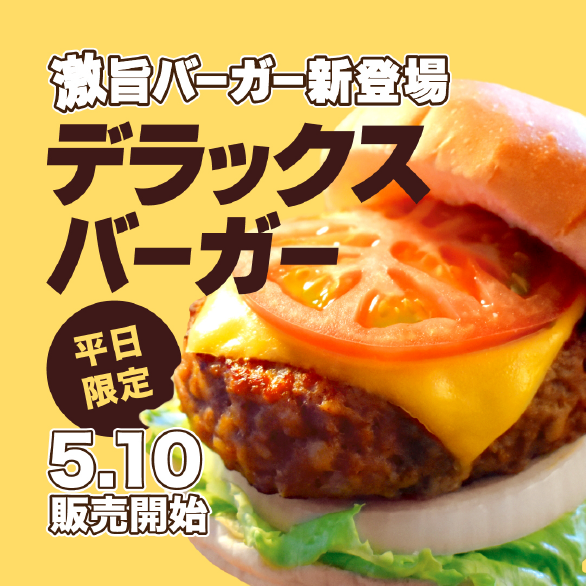 激旨バーガー新登場
デラックス
バーガー
平日
限定
5.10
販売開始